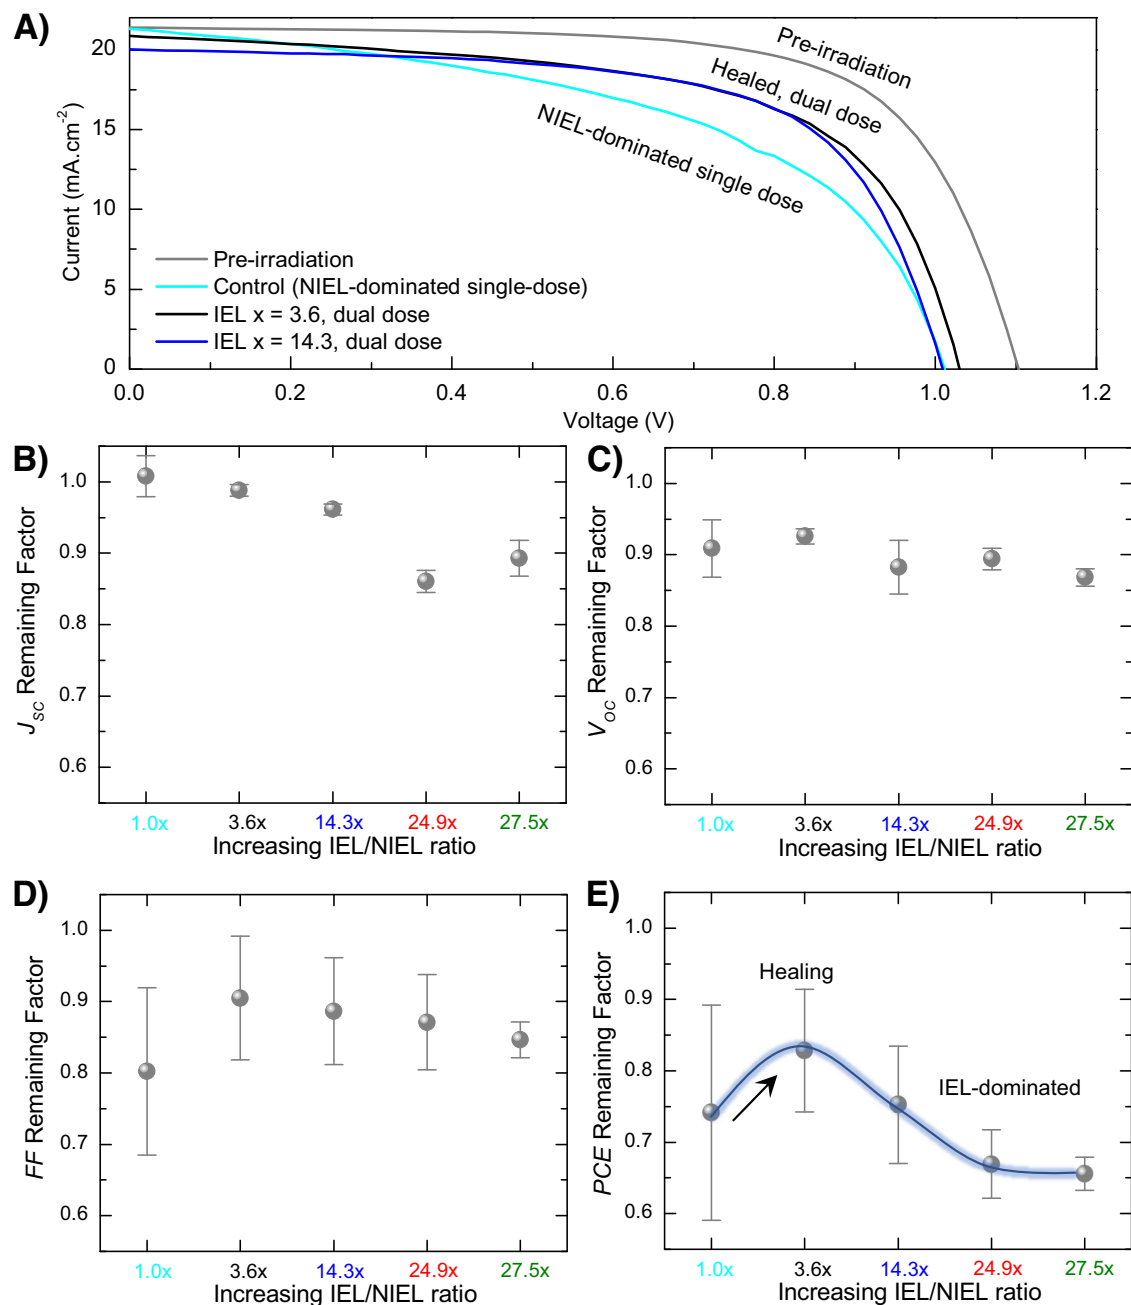 A)
Current (mA.cm⁻²)
20
15
10
5
0
Pre-irradiation
Healed, dual dose
NIEL-dominated single dose
Pre-irradiation
Control (NIEL-dominated single-dose)
IEL x = 3.6, dual dose
IEL x = 14.3, dual dose
0.0 0.2 0.4 0.6 0.8 1.0 1.2
Voltage (V)
B)
J_SC Remaining Factor
1.0
0.9
0.8
0.7
0.6
1.0x 3.6x 14.3x 24.9x 27.5x
Increasing IEL/NIEL ratio
C)
V_OC Remaining Factor
1.0
0.9
0.8
0.7
0.6
1.0x 3.6x 14.3x 24.9x 27.5x
Increasing IEL/NIEL ratio
D)
FF Remaining Factor
1.0
0.9
0.8
0.7
0.6
1.0x 3.6x 14.3x 24.9x 27.5x
Increasing IEL/NIEL ratio
E)
PCE Remaining Factor
1.0
0.9
0.8
0.7
0.6
Healing
IEL-dominated
1.0x 3.6x 14.3x 24.9x 27.5x
Increasing IEL/NIEL ratio